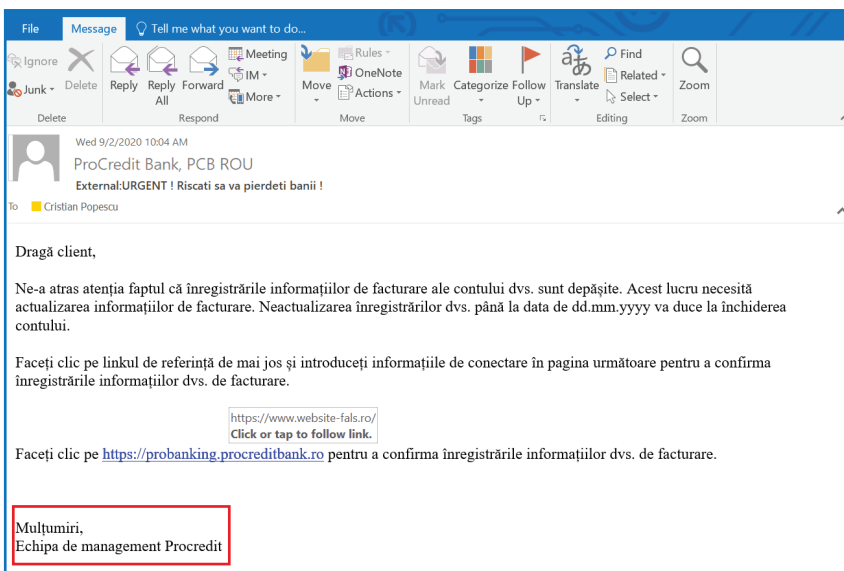 File Message Tell me what you want to do...
Ignore
Junk
Delete
Reply
Reply All
Forward
Meeting
IM
More
Move
Rules
OneNote
Actions
Mark Unread
Categorize
Follow Up
Translate
Find
Related
Select
Zoom
Delete Respond Move Tags Editing Zoom
Wed 9/2/2020 10:04 AM
ProCredit Bank, PCB ROU
External:URGENT ! Riscati sa va pierdeti banii !
To Cristian Popescu
Dragă client,
Ne-a atras atenția faptul că înregistrările informațiilor de facturare ale contului dvs. sunt depășite. Acest lucru necesită
actualizarea informațiilor de facturare. Neactualizarea înregistrărilor dvs. până la data de dd.mm.yyyy va duce la închiderea
contului.
Faceți clic pe linkul de referință de mai jos și introduceți informațiile de conectare în pagina următoare pentru a confirma
înregistrările informațiilor dvs. de facturare.
https://www.website-fals.ro/
Click or tap to follow link.
Faceți clic pe https://probanking.procreditbank.ro pentru a confirma înregistrările informațiilor dvs. de facturare.
Mulțumiri,
Echipa de management Procredit